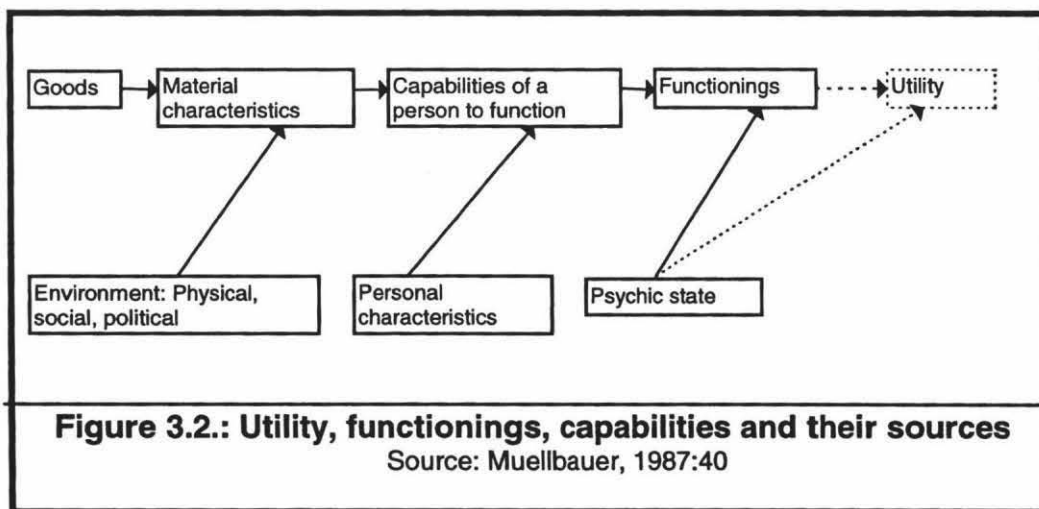 Goods
Material
characteristics
Capabilities of a
person to function
Functionings
Utility
Environment: Physical,
social, political
Personal
characteristics
Psychic state
Figure 3.2.: Utility, functionings, capabilities and their sources
Source: Muellbauer, 1987:40